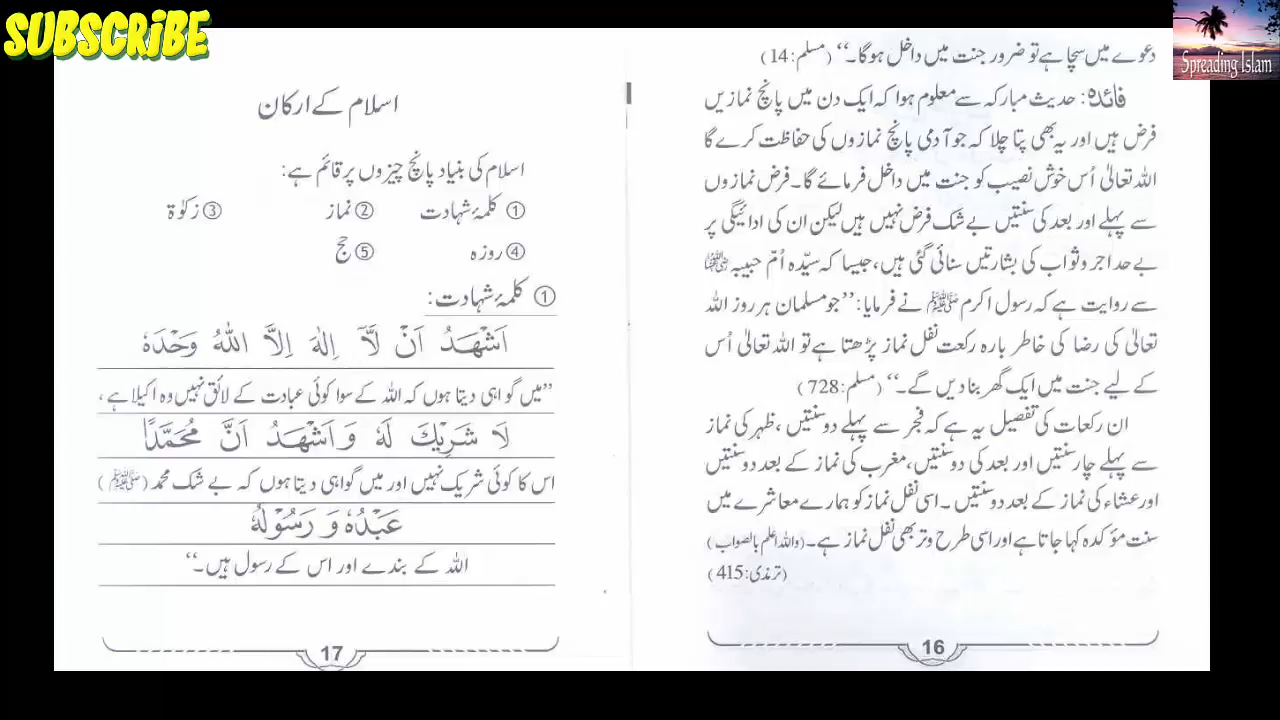 SUBSCRIBE
Spreading Islam
دعوے میں سچا ہے تو ضرور جنت میں داخل ہوگا۔‘‘ (مسلم:14)
فائدہ: حدیث مبارکہ سے معلوم ہوا کہ ایک دن میں پانچ نمازیں
فرض ہیں اور یہ بھی پتا چلا کہ جو آدمی پانچ نمازوں کی حفاظت کرے گا
اللہ تعالیٰ اُس خوش نصیب کو جنت میں داخل فرمائے گا۔ فرض نمازوں
سے پہلے اور بعد کی سنتیں بے شک فرض نہیں ہیں لیکن ان کی ادائیگی پر
بے حد اجر و ثواب کی بشارتیں سنائی گئی ہیں، جیسا کہ سیّدہ اُمّ حبیبہ رضی اللہ عنہا
سے روایت ہے کہ رسول اکرم ﷺ نے فرمایا: ’’جو مسلمان ہر روز اللہ
تعالیٰ کی رضا کی خاطر بارہ رکعت نفل نماز پڑھتا ہے تو اللہ تعالیٰ اُس
کے لیے جنت میں ایک گھر بنا دیں گے۔‘‘ (مسلم:728)
ان رکعات کی تفصیل یہ ہے کہ فجر سے پہلے دو سنتیں، ظہر کی نماز
سے پہلے چار سنتیں اور بعد کی دو سنتیں، مغرب کی نماز کے بعد دو سنتیں
اور عشاء کی نماز کے بعد دو سنتیں۔ اسی نفل نماز کو ہمارے معاشرے میں
سنت مؤکدہ کہا جاتا ہے اور اسی طرح وتر بھی نفل نماز ہے۔ (واللہ اعلم بالصواب)
(ترمذی:415)
16
اسلام کے ارکان
اسلام کی بنیاد پانچ چیزوں پر قائم ہے:
① کلمۂ شہادت ② نماز ③ زکوٰۃ
④ روزہ ⑤ حج
① کلمۂ شہادت:
اَشْهَدُ اَنْ لَّآ اِلٰهَ اِلَّا اللّٰهُ وَحْدَهٗ
’’میں گواہی دیتا ہوں کہ اللہ کے سوا کوئی عبادت کے لائق نہیں وہ اکیلا ہے،
لَا شَرِيْكَ لَهٗ وَاَشْهَدُ اَنَّ مُحَمَّدًا
اس کا کوئی شریک نہیں اور میں گواہی دیتا ہوں کہ بے شک محمد (ﷺ)
عَبْدُهٗ وَ رَسُوْلُهٗ
اللہ کے بندے اور اس کے رسول ہیں۔‘‘
17